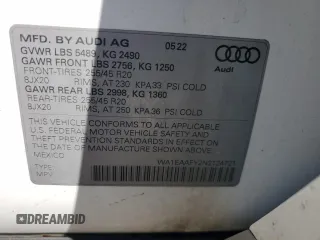 MFD. BY AUDI AG 05.22
GVWR LBS 5489, KG 2490
GAWR FRONT LBS 2756, KG 1250
FRONT-TIRES 255/45 R20
8JX20 RIMS, AT 230 KPA 33 PSI COLD
GAWR REAR LBS 2998, KG 1360
REAR-TIRES 255/45 R20
8JX20 RIMS, AT 250 KPA 36 PSI COLD
THIS VEHICLE CONFORMS TO ALL APPLICABLE
FEDERAL MOTOR VEHICLE SAFETY AND
THEFT PREVENTION STANDARDS IN EFFECT
ON THE DATE OF MANUFACTURE SHOWN ABOVE.
MEXICO
TYPE:
MPV
Audi
DREAMBID